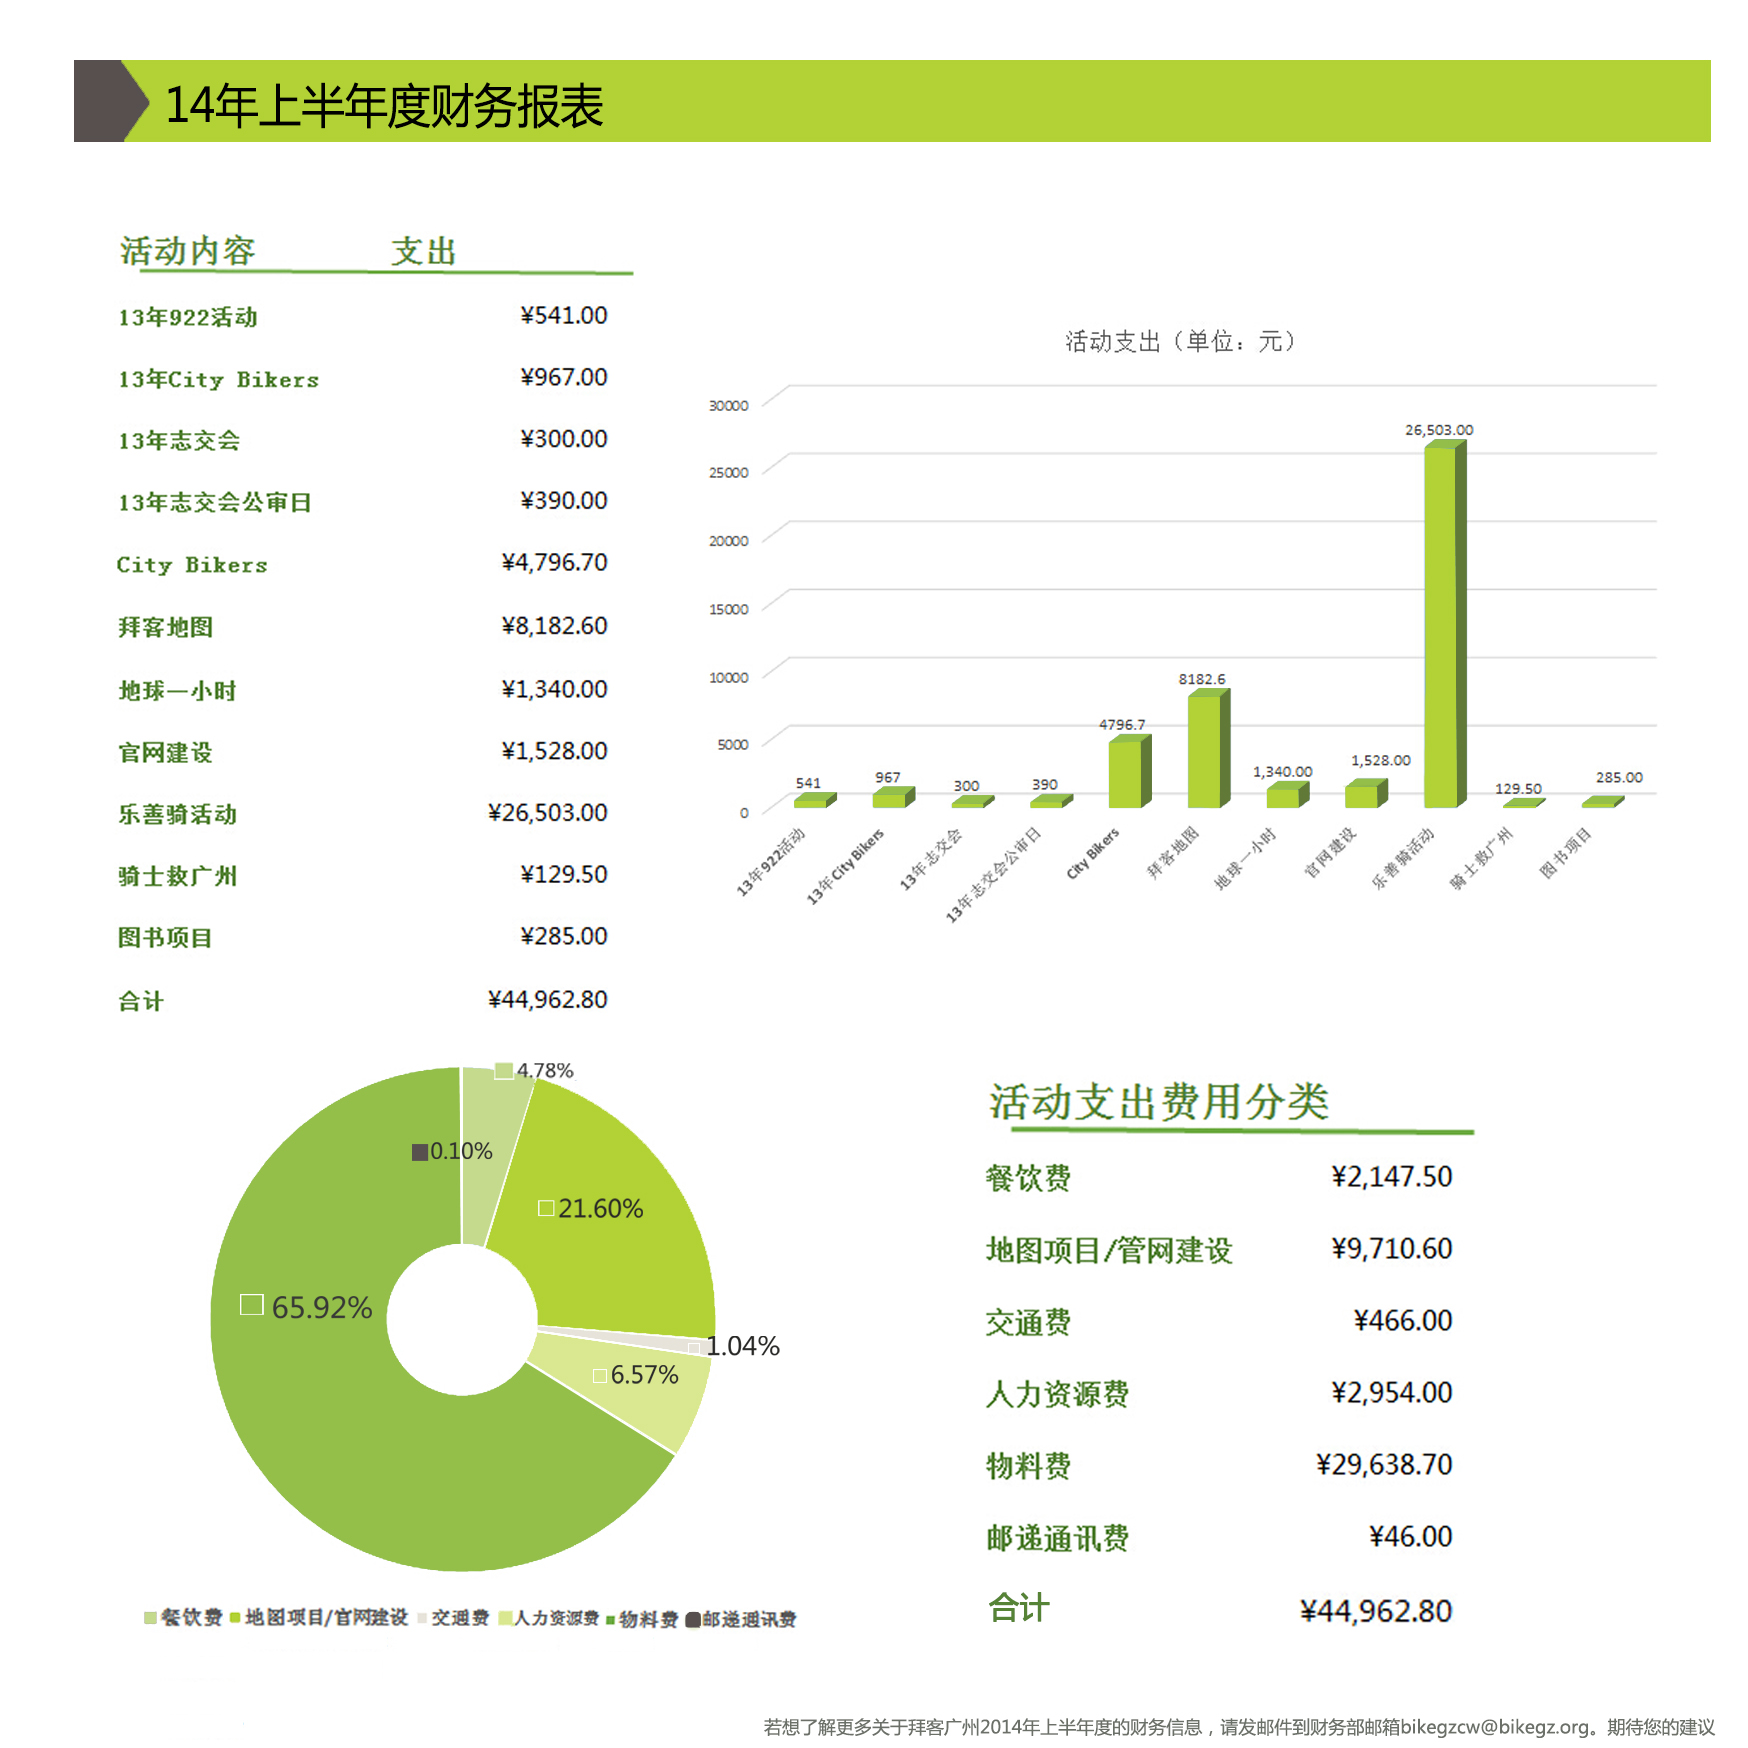 14年上半年度财务报表
活动内容 支出
13年922活动 ¥541.00
13年City Bikers ¥967.00
13年志交会 ¥300.00
13年志交会公审日 ¥390.00
City Bikers ¥4,796.70
拜客地图 ¥8,182.60
地球一小时 ¥1,340.00
官网建设 ¥1,528.00
乐善骑活动 ¥26,503.00
骑士救广州 ¥129.50
图书项目 ¥285.00
合计 ¥44,962.80
活动支出（单位：元）
30000
25000
20000
15000
10000
5000
0
541
967
300
390
4796.7
8182.6
1,340.00
1,528.00
26,503.00
129.50
285.00
13年922活动
13年City Bikers
13年志交会
13年志交会公审日
City Bikers
拜客地图
地球一小时
官网建设
乐善骑活动
骑士救广州
图书项目
4.78%
0.10%
21.60%
65.92%
1.04%
6.57%
餐饮费 地图项目/官网建设 交通费 人力资源费 物料费 邮递通讯费
活动支出费用分类
餐饮费 ¥2,147.50
地图项目/管网建设 ¥9,710.60
交通费 ¥466.00
人力资源费 ¥2,954.00
物料费 ¥29,638.70
邮递通讯费 ¥46.00
合计 ¥44,962.80
若想了解更多关于拜客广州2014年上半年度的财务信息，请发邮件到财务部邮箱bikegzcw@bikegz.org。期待您的建议